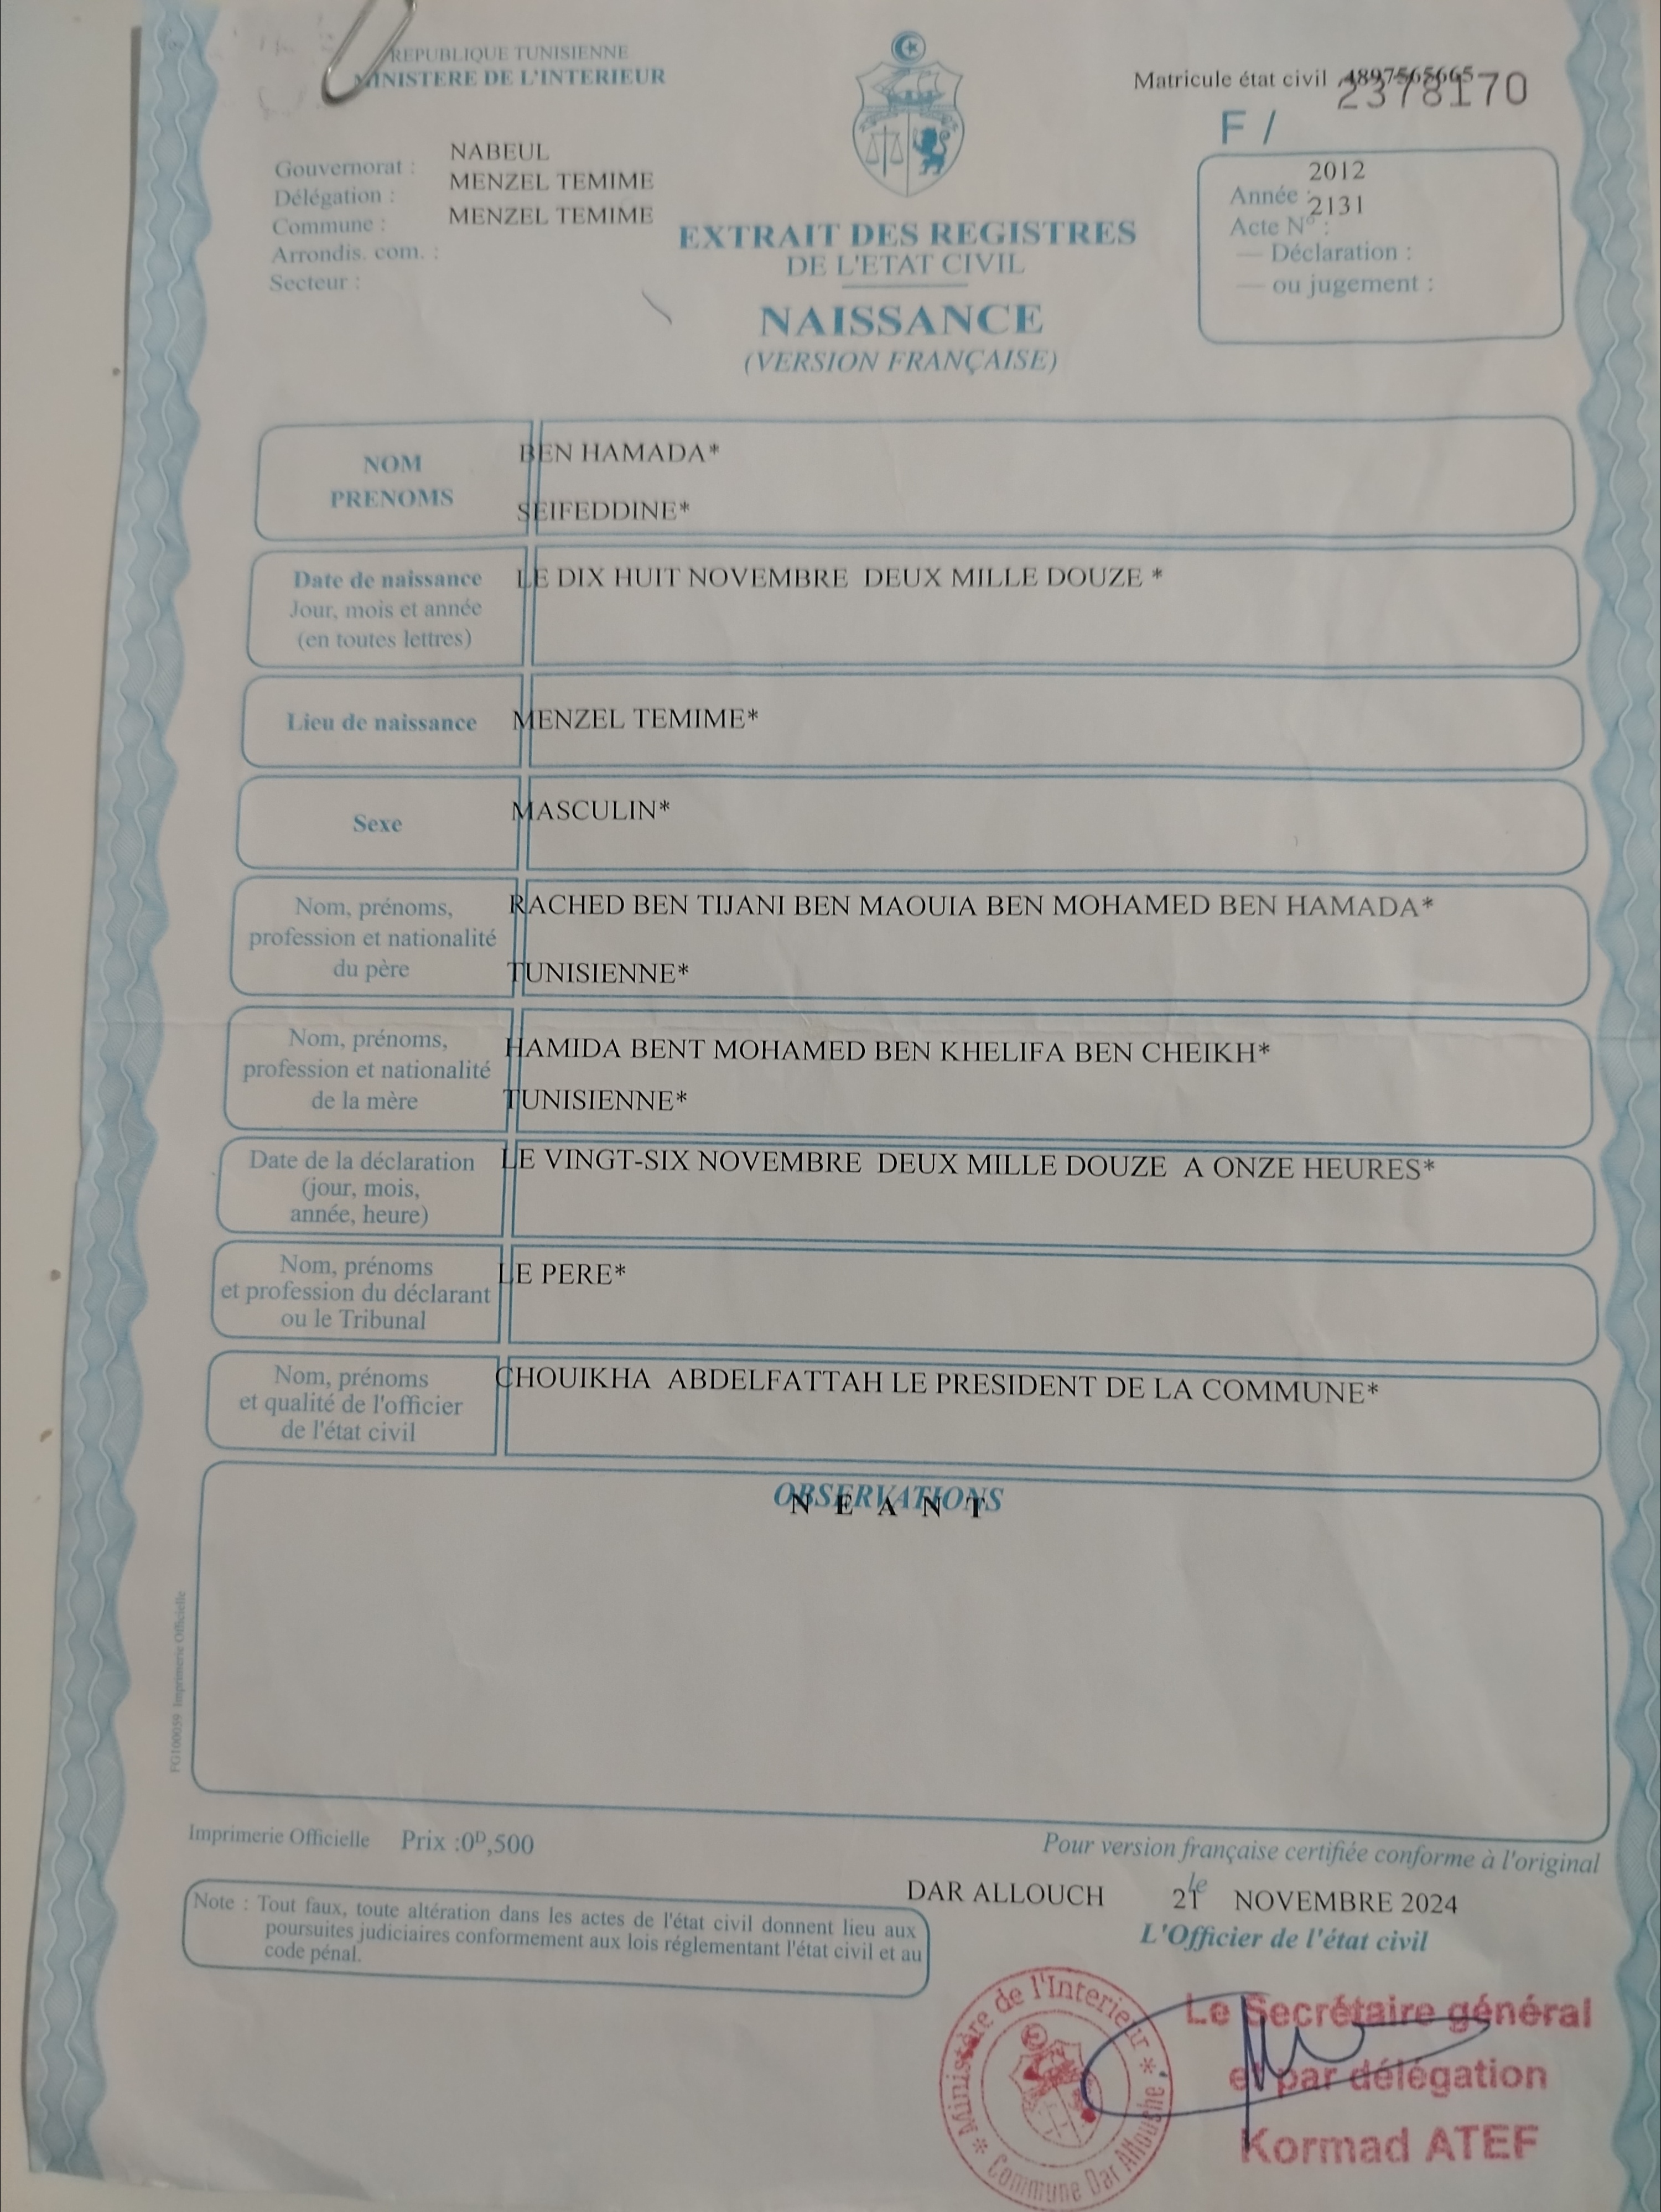 REPUBLIQUE TUNISIENNE
MINISTERE DE L'INTERIEUR
Matricule état civil 4897565665
2378170
F /
Gouvernorat : NABEUL
Délégation : MENZEL TEMIME
Commune : MENZEL TEMIME
Arrondis. com. :
Secteur :
2012
Année :
2131
Acte N° :
— Déclaration :
— ou jugement :
EXTRAIT DES REGISTRES
DE L'ETAT CIVIL
NAISSANCE
(VERSION FRANÇAISE)
NOM BEN HAMADA*
PRENOMS SEIFEDDINE*
Date de naissance LE DIX HUIT NOVEMBRE DEUX MILLE DOUZE *
Jour, mois et année
(en toutes lettres)
Lieu de naissance MENZEL TEMIME*
Sexe MASCULIN*
Nom, prénoms, RACHED BEN TIJANI BEN MAOUIA BEN MOHAMED BEN HAMADA*
profession et nationalité
du père TUNISIENNE*
Nom, prénoms, HAMIDA BENT MOHAMED BEN KHELIFA BEN CHEIKH*
profession et nationalité
de la mère TUNISIENNE*
Date de la déclaration LE VINGT-SIX NOVEMBRE DEUX MILLE DOUZE A ONZE HEURES*
(jour, mois,
année, heure)
Nom, prénoms LE PERE*
et profession du déclarant
ou le Tribunal
Nom, prénoms CHOUIKHA ABDELFATTAH LE PRESIDENT DE LA COMMUNE*
et qualité de l'officier
de l'état civil
OBSERVATIONS
N E A N T
FG100059 Imprimerie Officielle
Imprimerie Officielle Prix :0ᴰ,500
Pour version française certifiée conforme à l'original
DAR ALLOUCH le 21 NOVEMBRE 2024
L'Officier de l'état civil
Note : Tout faux, toute altération dans les actes de l'état civil donnent lieu aux
poursuites judiciaires conformement aux lois réglementant l'état civil et au
code pénal.
* Ministère de l'Interieur *
Commune Dar Alloushe
Le Secrétaire général
et par délégation
Kormad ATEF